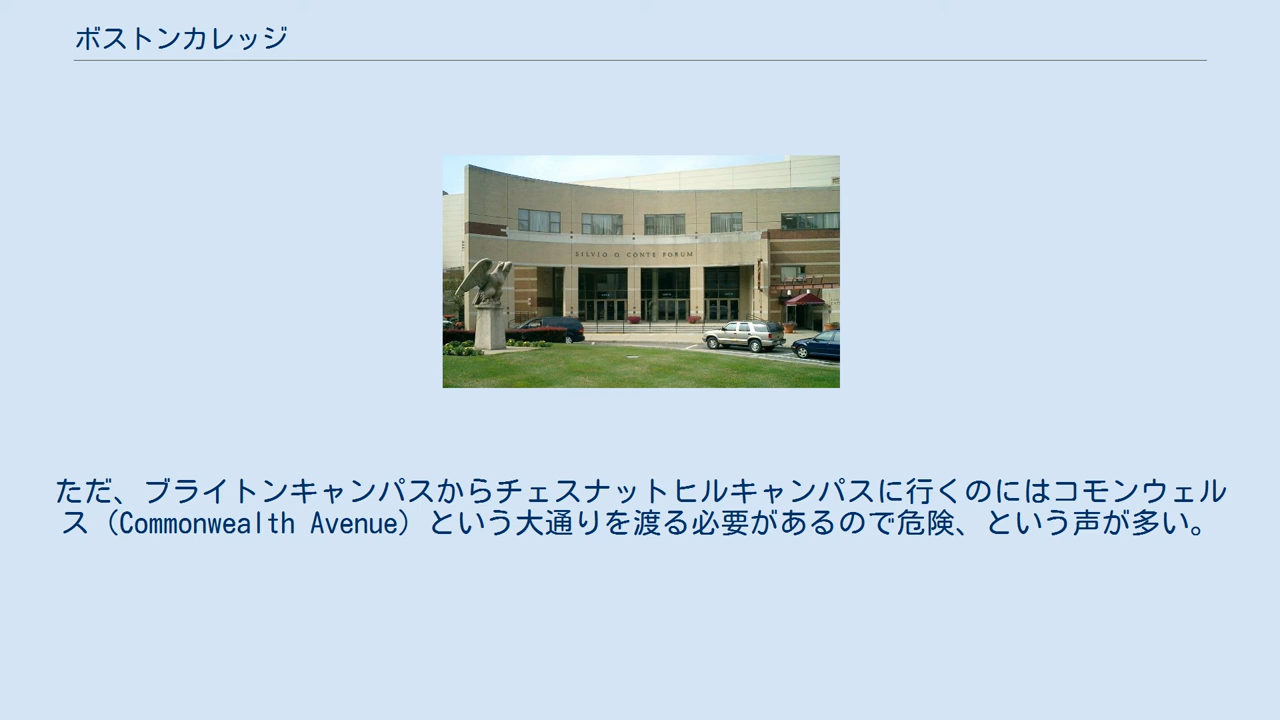 ボストンカレッジ
SILVIO O. CONTE FORUM
ただ、ブライトンキャンパスからチェスナットヒルキャンパスに行くのにはコモンウェル
ス（Commonwealth Avenue）という大通りを渡る必要があるので危険、という声が多い。